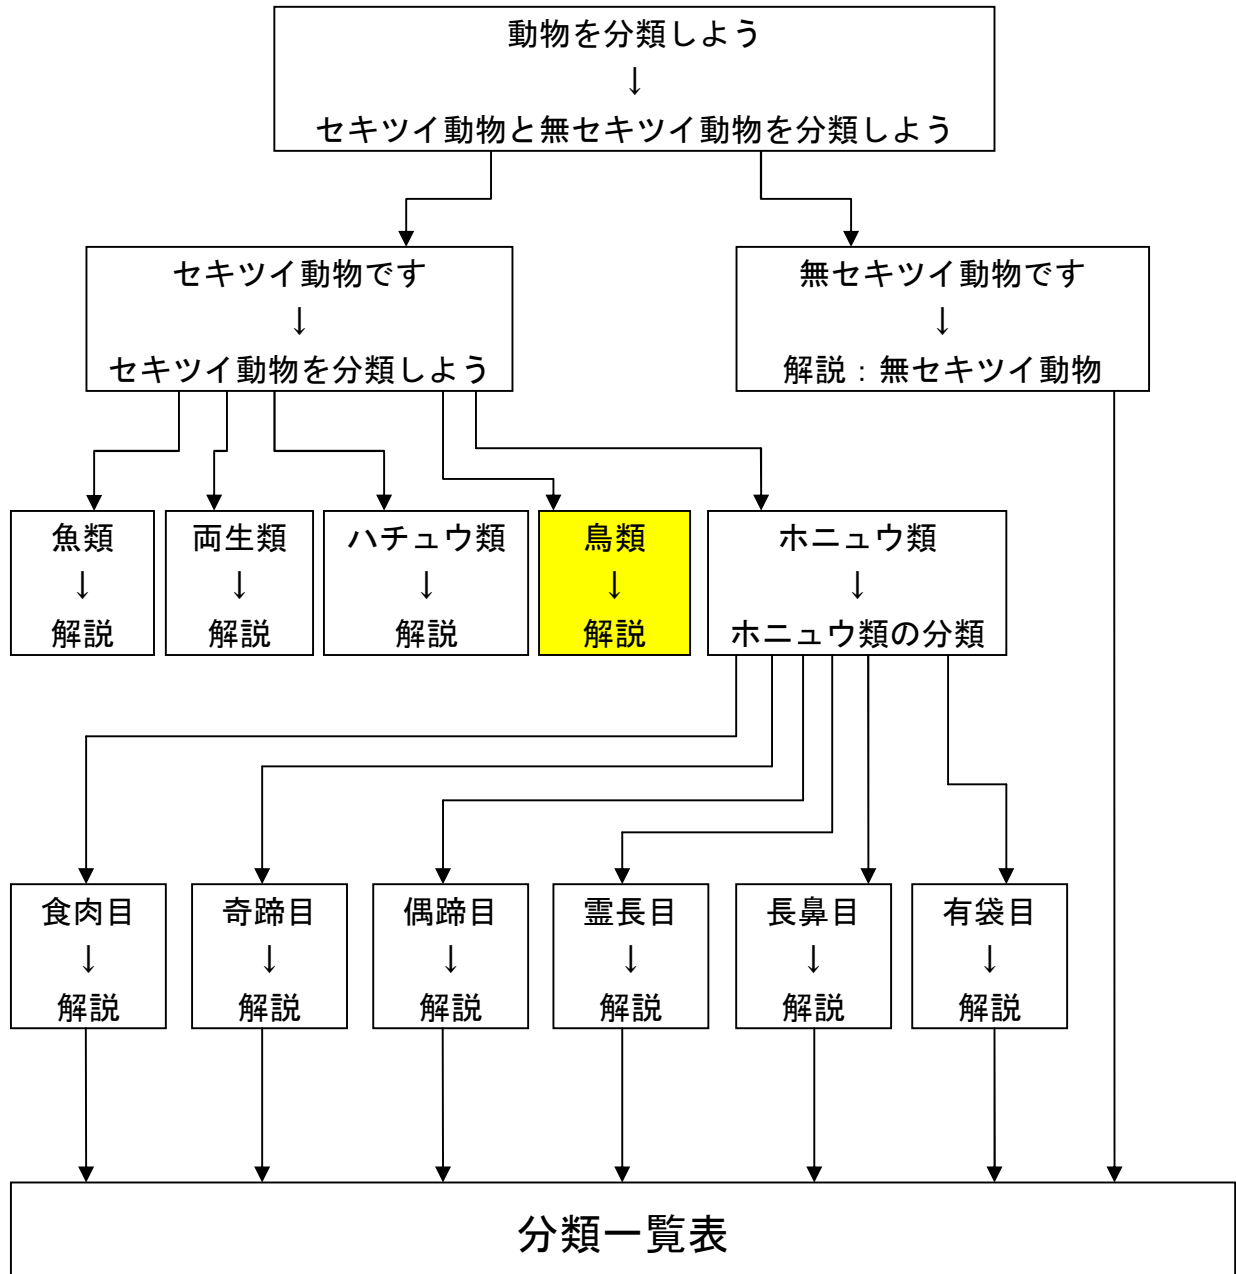 動物を分類しよう
↓
セキツイ動物と無セキツイ動物を分類しよう
セキツイ動物です
↓
セキツイ動物を分類しよう
無セキツイ動物です
↓
解説：無セキツイ動物
魚類
↓
解説
両生類
↓
解説
ハチュウ類
↓
解説
鳥類
↓
解説
ホニュウ類
↓
ホニュウ類の分類
食肉目
↓
解説
奇蹄目
↓
解説
偶蹄目
↓
解説
霊長目
↓
解説
長鼻目
↓
解説
有袋目
↓
解説
分類一覧表